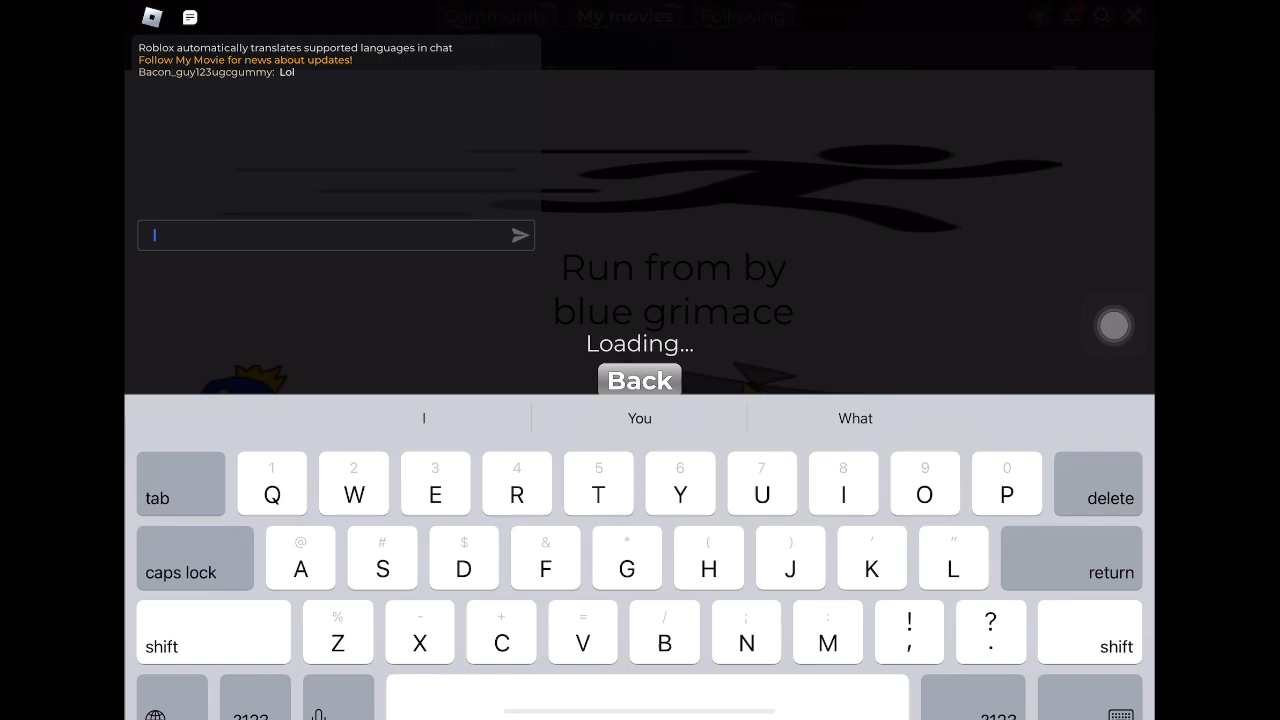 Community My movies Following
Roblox automatically translates supported languages in chat
Follow My Movie for news about updates!
Bacon_guy123ugcgummy: Lol
Run from by
blue grimace
Loading...
Back
I You What
tab 1 Q 2 W 3 E 4 R 5 T 6 Y 7 U 8 I 9 O 0 P delete
caps lock @ A # S $ D & F * G ( H ) J ' K " L return
shift % Z - X + C = V / B ; N : M ! , ? . shift
.?123 .?123